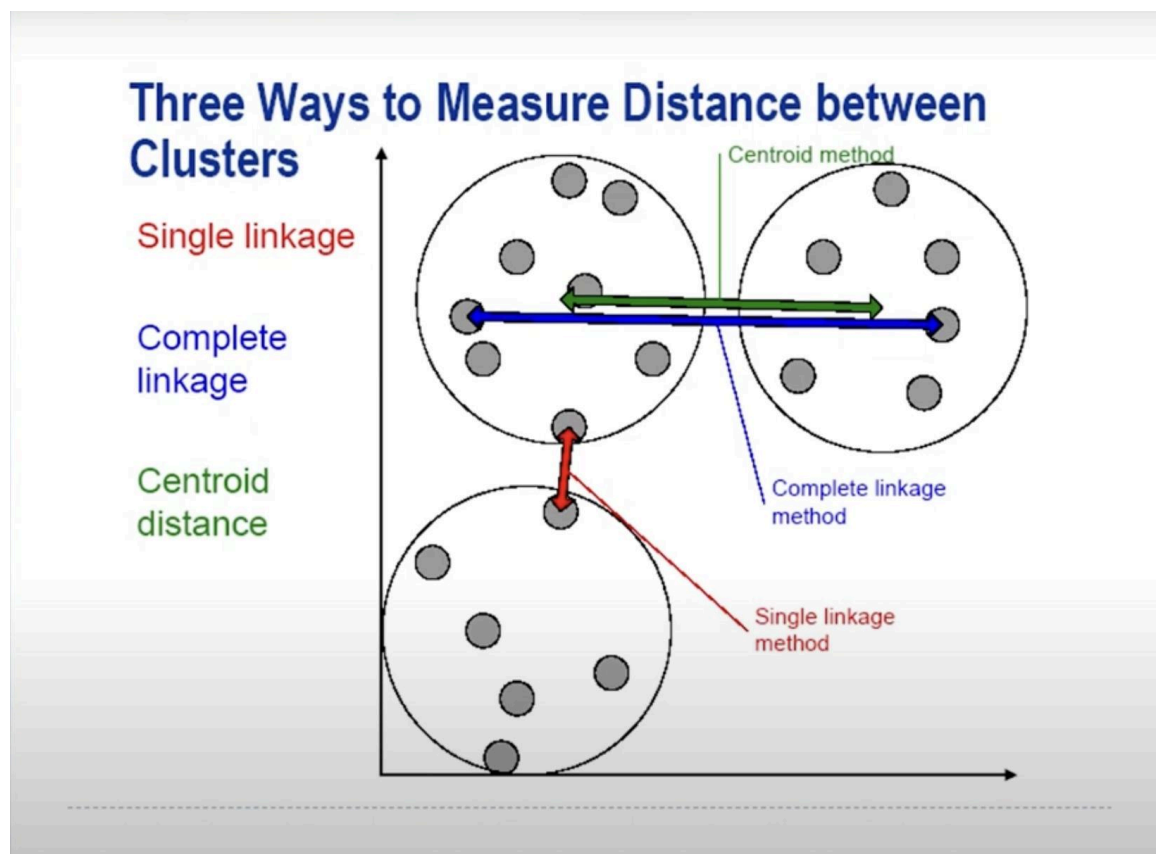 Three Ways to Measure Distance between
Clusters
Centroid method
Single linkage
Complete
linkage
Centroid
distance
Complete linkage
method
Single linkage
method